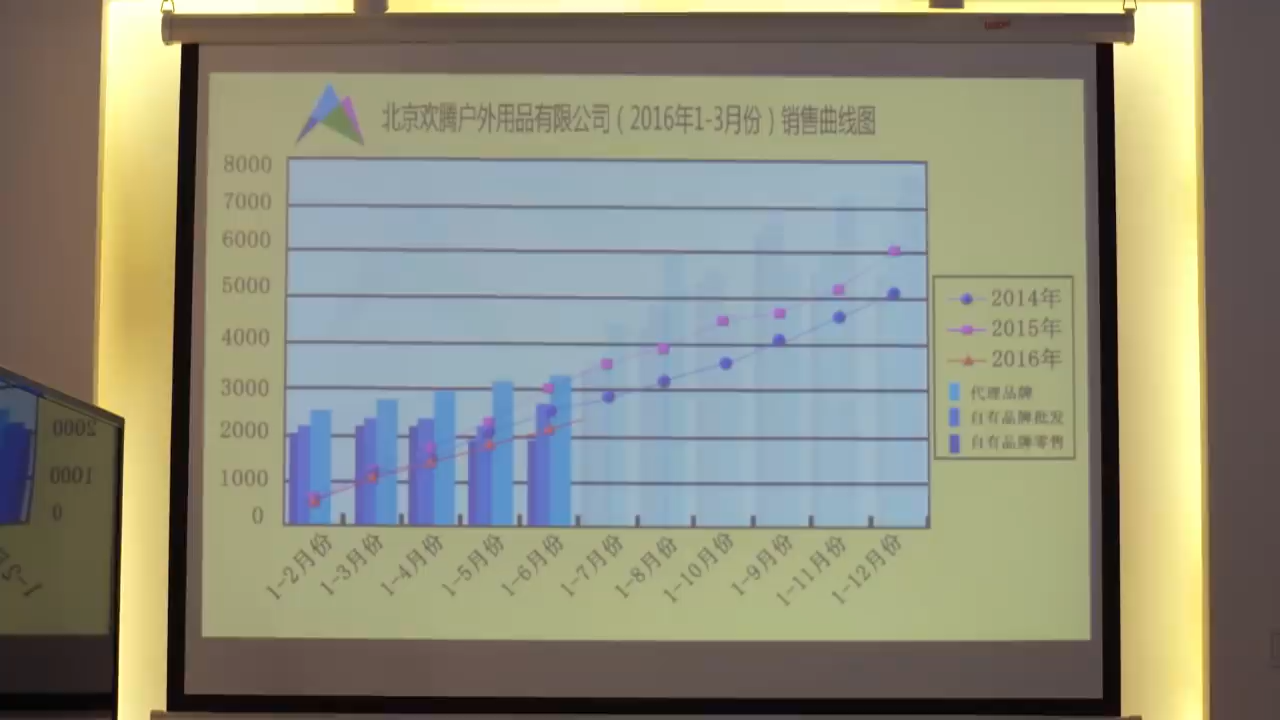 北京欢腾户外用品有限公司（2016年1-3月份）销售曲线图
8000
7000
6000
5000
4000
3000
2000
1000
0
1-2月份
1-3月份
1-4月份
1-5月份
1-6月份
1-7月份
1-8月份
1-10月份
1-9月份
1-11月份
1-12月份
2014年
2015年
2016年
代理品牌
自有品牌批发
自有品牌零售
2000
1000
0